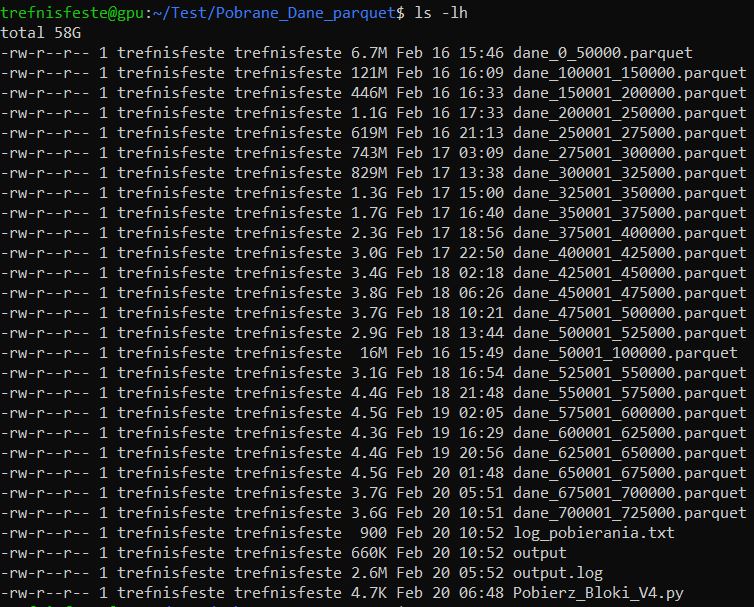 trefnisfeste@gpu:~/Test/Pobrane_Dane_parquet$ ls -lh
total 58G
-rw-r--r-- 1 trefnisfeste trefnisfeste 6.7M Feb 16 15:46 dane_0_50000.parquet
-rw-r--r-- 1 trefnisfeste trefnisfeste 121M Feb 16 16:09 dane_100001_150000.parquet
-rw-r--r-- 1 trefnisfeste trefnisfeste 446M Feb 16 16:33 dane_150001_200000.parquet
-rw-r--r-- 1 trefnisfeste trefnisfeste 1.1G Feb 16 17:33 dane_200001_250000.parquet
-rw-r--r-- 1 trefnisfeste trefnisfeste 619M Feb 16 21:13 dane_250001_275000.parquet
-rw-r--r-- 1 trefnisfeste trefnisfeste 743M Feb 17 03:09 dane_275001_300000.parquet
-rw-r--r-- 1 trefnisfeste trefnisfeste 829M Feb 17 13:38 dane_300001_325000.parquet
-rw-r--r-- 1 trefnisfeste trefnisfeste 1.3G Feb 17 15:00 dane_325001_350000.parquet
-rw-r--r-- 1 trefnisfeste trefnisfeste 1.7G Feb 17 16:40 dane_350001_375000.parquet
-rw-r--r-- 1 trefnisfeste trefnisfeste 2.3G Feb 17 18:56 dane_375001_400000.parquet
-rw-r--r-- 1 trefnisfeste trefnisfeste 3.0G Feb 17 22:50 dane_400001_425000.parquet
-rw-r--r-- 1 trefnisfeste trefnisfeste 3.4G Feb 18 02:18 dane_425001_450000.parquet
-rw-r--r-- 1 trefnisfeste trefnisfeste 3.8G Feb 18 06:26 dane_450001_475000.parquet
-rw-r--r-- 1 trefnisfeste trefnisfeste 3.7G Feb 18 10:21 dane_475001_500000.parquet
-rw-r--r-- 1 trefnisfeste trefnisfeste 2.9G Feb 18 13:44 dane_500001_525000.parquet
-rw-r--r-- 1 trefnisfeste trefnisfeste  16M Feb 16 15:49 dane_50001_100000.parquet
-rw-r--r-- 1 trefnisfeste trefnisfeste 3.1G Feb 18 16:54 dane_525001_550000.parquet
-rw-r--r-- 1 trefnisfeste trefnisfeste 4.4G Feb 18 21:48 dane_550001_575000.parquet
-rw-r--r-- 1 trefnisfeste trefnisfeste 4.5G Feb 19 02:05 dane_575001_600000.parquet
-rw-r--r-- 1 trefnisfeste trefnisfeste 4.3G Feb 19 16:29 dane_600001_625000.parquet
-rw-r--r-- 1 trefnisfeste trefnisfeste 4.4G Feb 19 20:56 dane_625001_650000.parquet
-rw-r--r-- 1 trefnisfeste trefnisfeste 4.5G Feb 20 01:48 dane_650001_675000.parquet
-rw-r--r-- 1 trefnisfeste trefnisfeste 3.7G Feb 20 05:51 dane_675001_700000.parquet
-rw-r--r-- 1 trefnisfeste trefnisfeste 3.6G Feb 20 10:51 dane_700001_725000.parquet
-rw-r--r-- 1 trefnisfeste trefnisfeste  900 Feb 20 10:52 log_pobierania.txt
-rw-r--r-- 1 trefnisfeste trefnisfeste 660K Feb 20 10:52 output
-rw-r--r-- 1 trefnisfeste trefnisfeste 2.6M Feb 20 05:52 output.log
-rw-r--r-- 1 trefnisfeste trefnisfeste 4.7K Feb 20 06:48 Pobierz_Bloki_V4.py